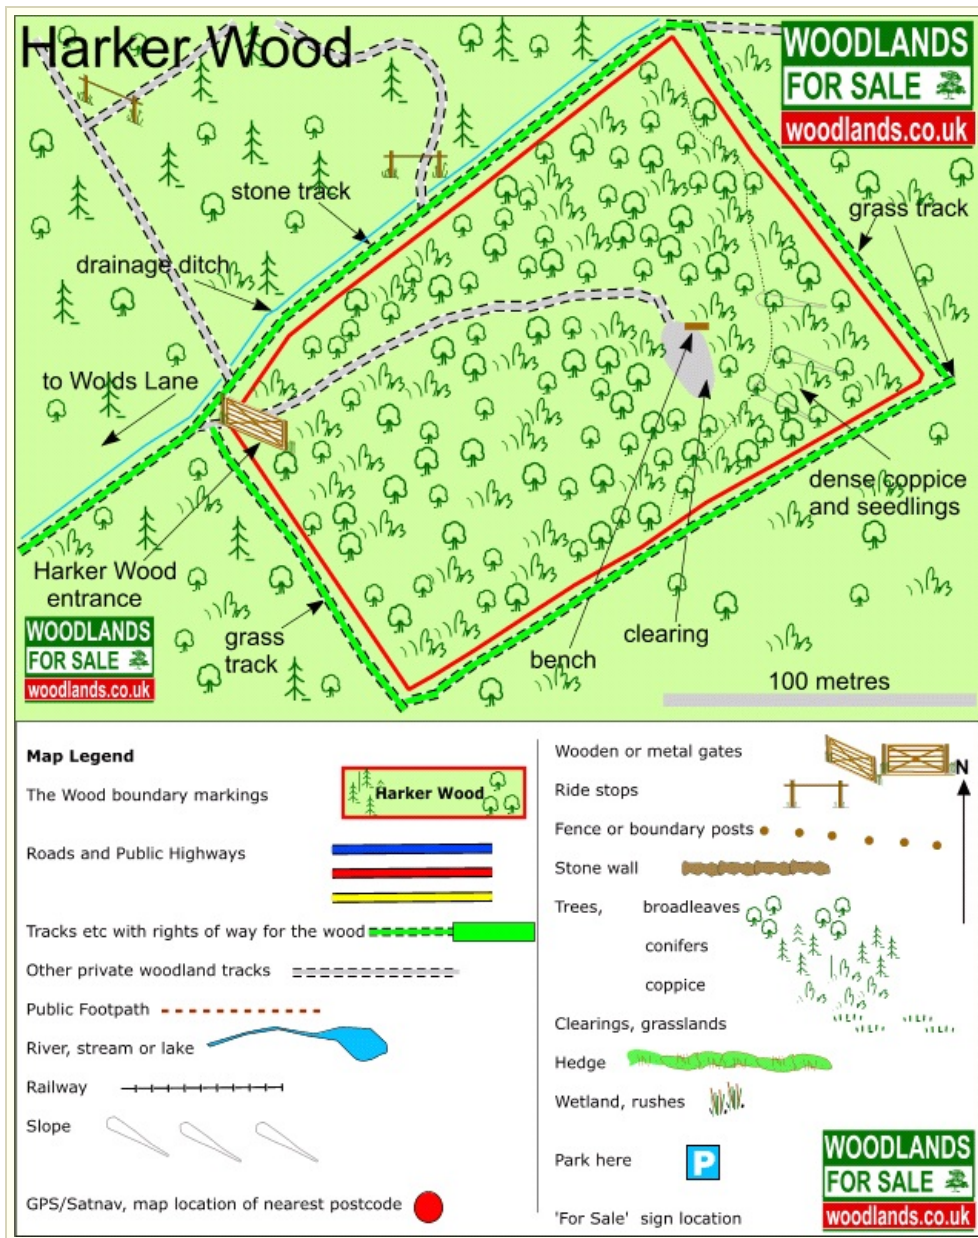 Harker Wood
WOODLANDS
FOR SALE
woodlands.co.uk
stone track
grass track
drainage ditch
to Wolds Lane
dense coppice
and seedlings
Harker Wood
entrance
WOODLANDS
FOR SALE
woodlands.co.uk
grass
track
bench
clearing
100 metres
Map Legend
The Wood boundary markings
Harker Wood
Roads and Public Highways
Tracks etc with rights of way for the wood
Other private woodland tracks
Public Footpath
River, stream or lake
Railway
Slope
GPS/Satnav, map location of nearest postcode
Wooden or metal gates
N
Ride stops
Fence or boundary posts
Stone wall
Trees, broadleaves
conifers
coppice
Clearings, grasslands
Hedge
Wetland, rushes
Park here
P
'For Sale' sign location
WOODLANDS
FOR SALE
woodlands.co.uk